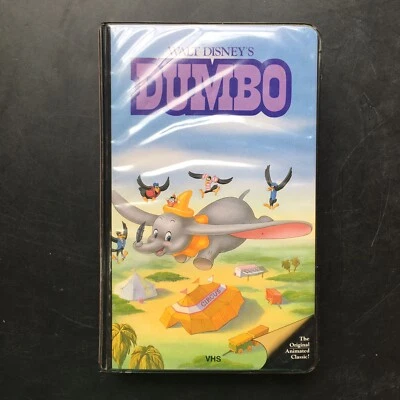 WALT DISNEY'S
DUMBO
CIRCUS
The
Original
Animated
Classic!
VHS